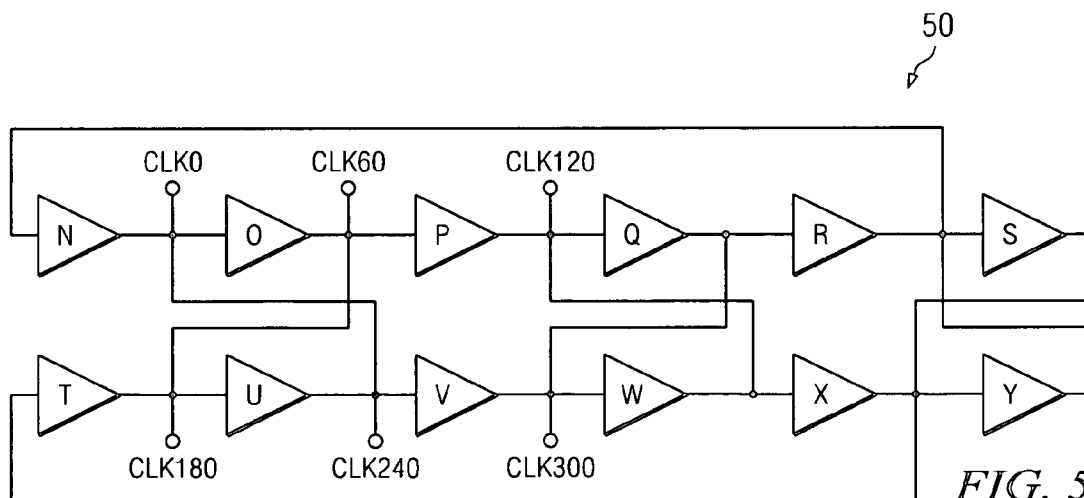 50
CLK0 CLK60 CLK120
N O P Q R S
T U V W X Y
CLK180 CLK240 CLK300
FIG. 5